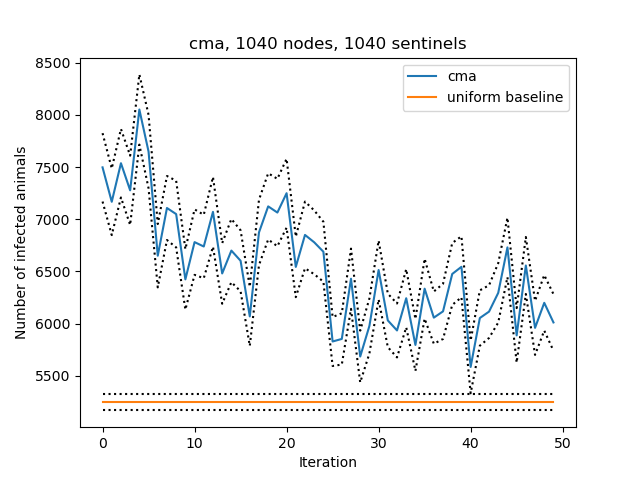 cma, 1040 nodes, 1040 sentinels
cma
uniform baseline
8500
8000
7500
7000
6500
6000
5500
Number of infected animals
0 10 20 30 40 50
Iteration